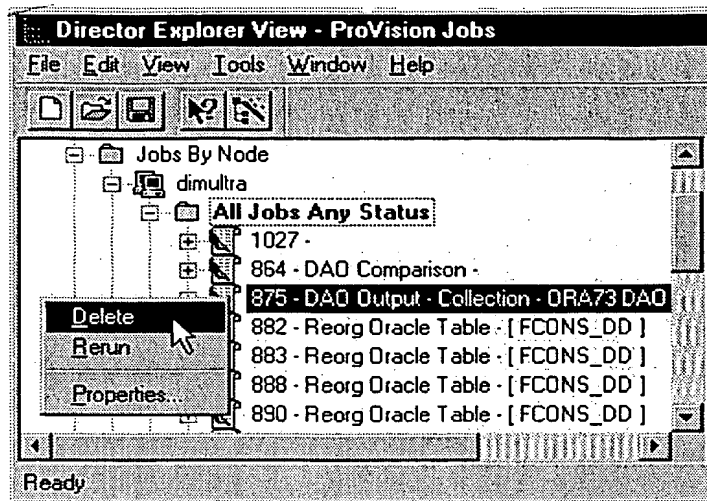 Director Explorer View - ProVision Jobs
File Edit View Tools Window Help
Jobs By Node
dimultra
All Jobs Any Status
1027 -
864 - DAO Comparison -
875 - DAO Output - Collection - ORA73 DAO
882 - Reorg Oracle Table - [ FCONS_DD ]
883 - Reorg Oracle Table - [ FCONS_DD ]
888 - Reorg Oracle Table - [ FCONS_DD ]
890 - Reorg Oracle Table - [ FCONS_DD ]
Delete
Rerun
Properties...
Ready